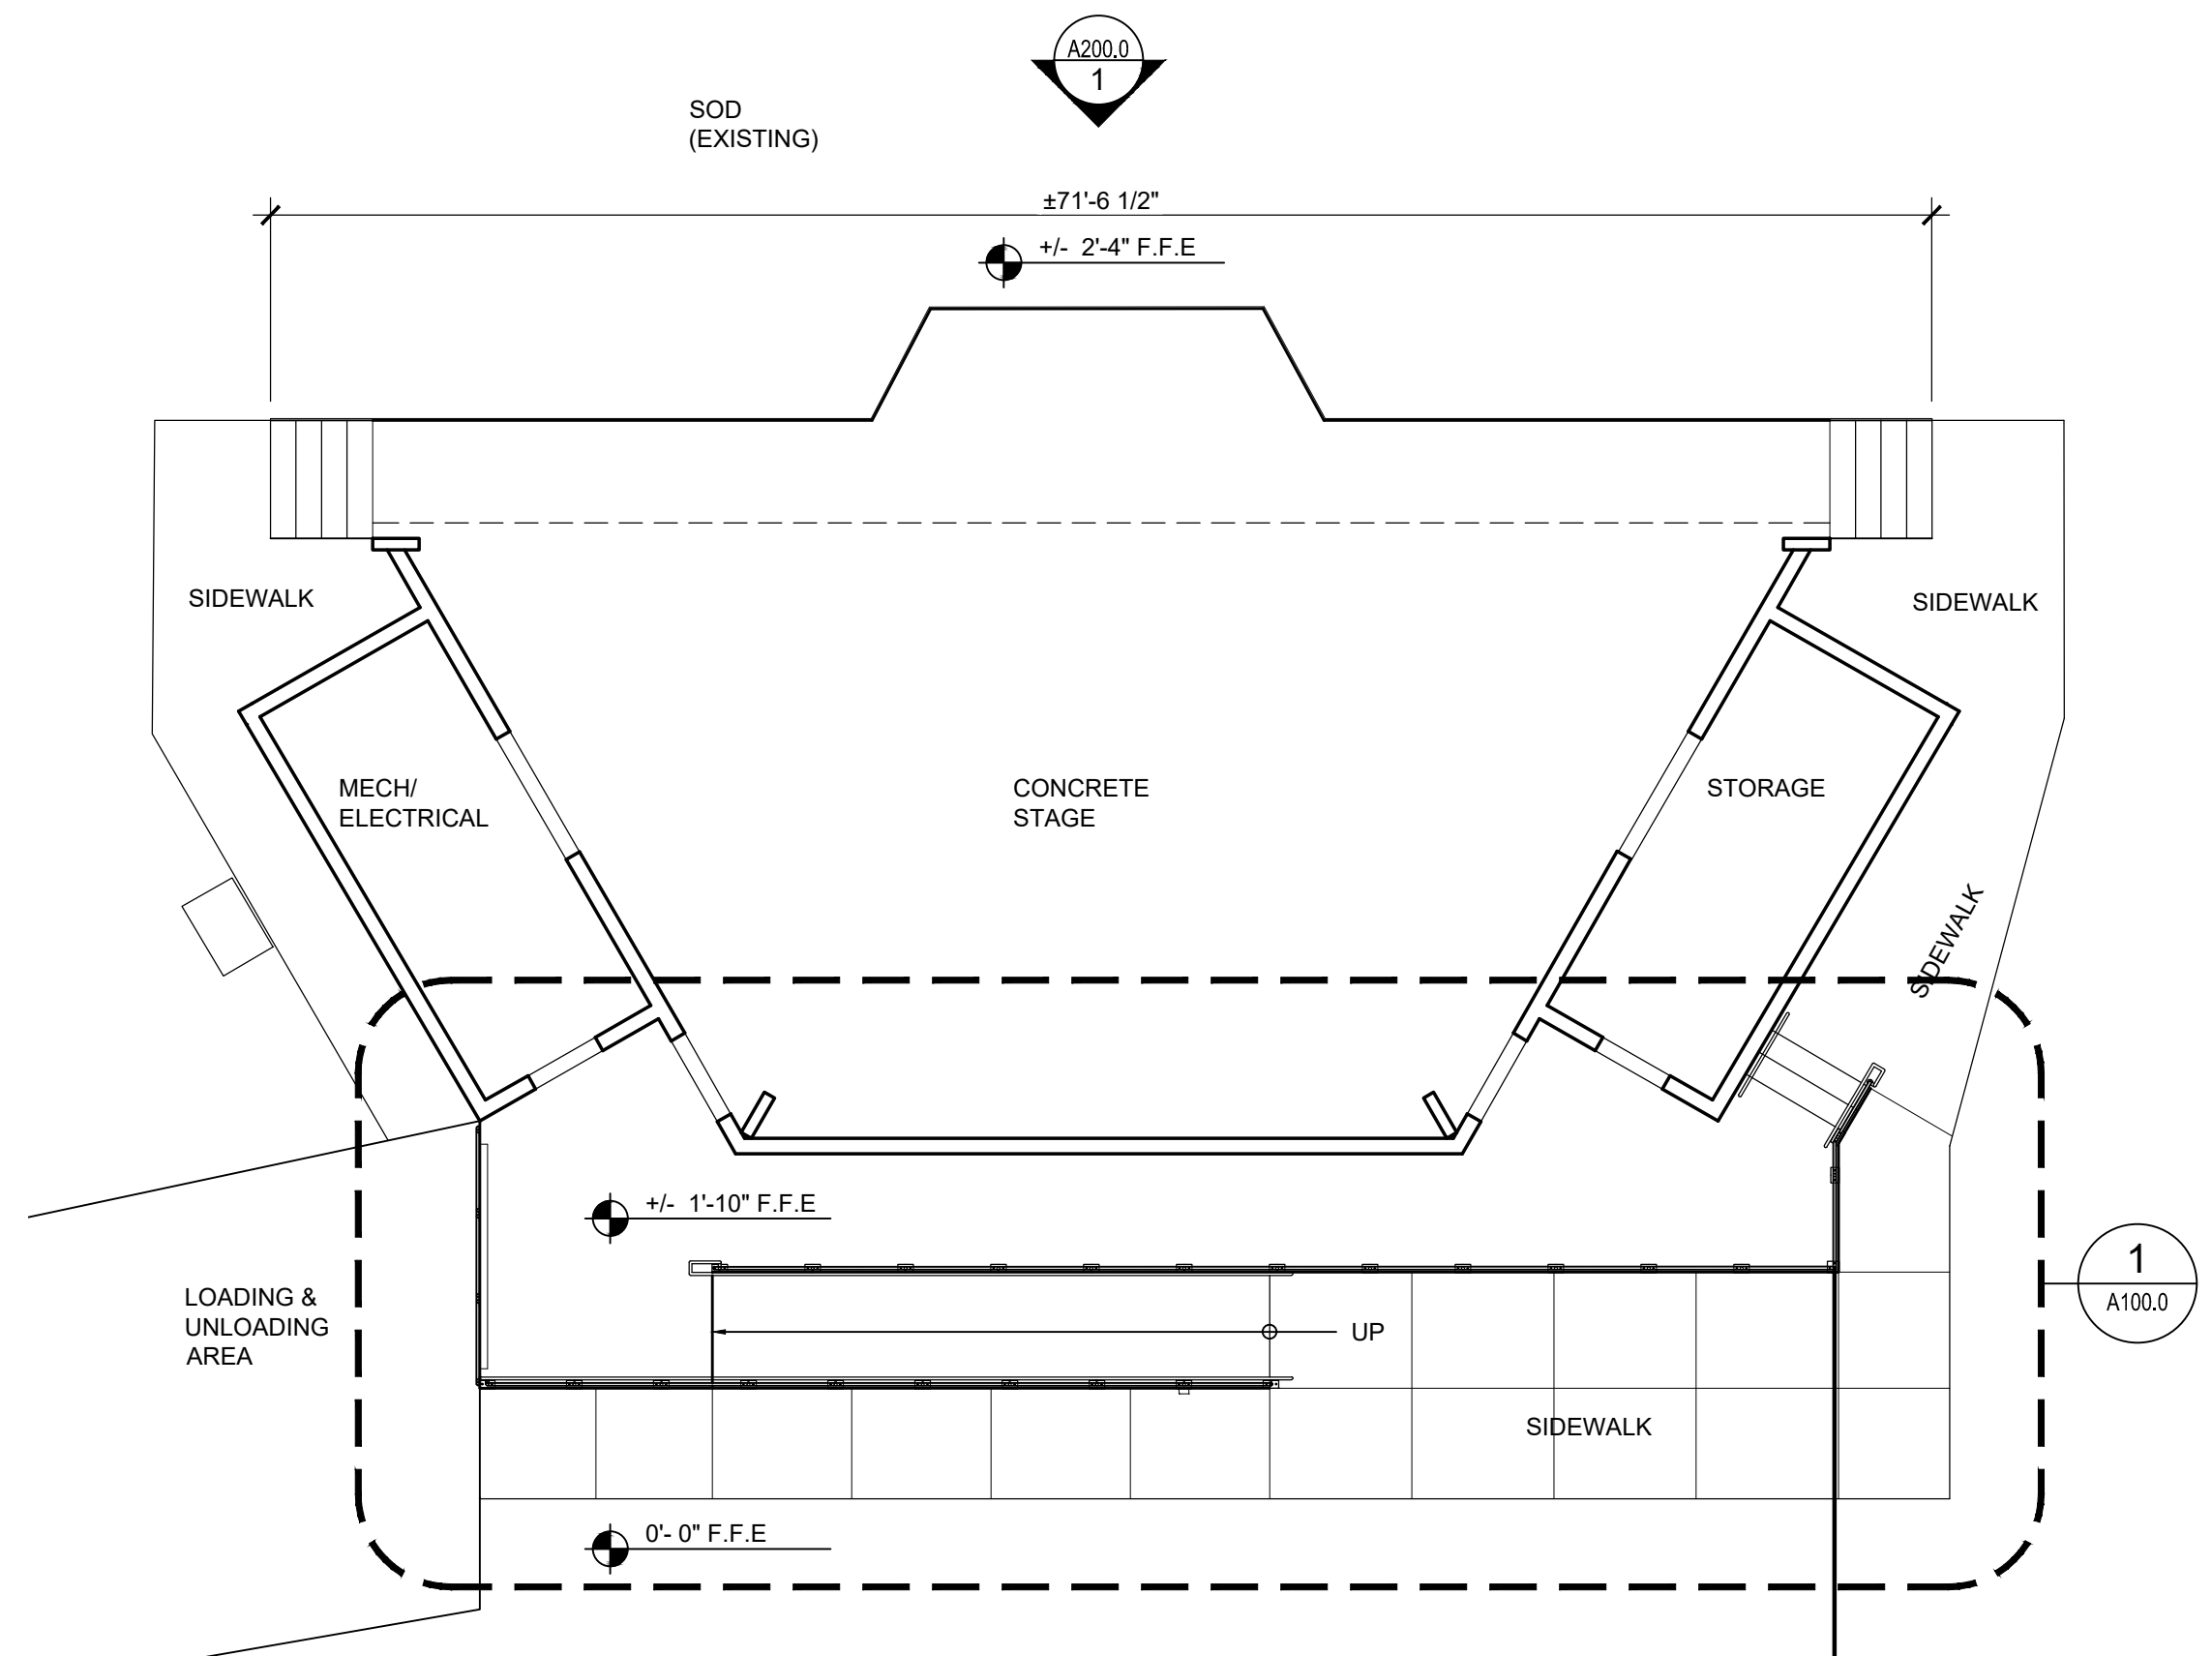 A200.0
1
SOD
(EXISTING)
±71'-6 1/2"
+/-  2'-4" F.F.E
SIDEWALK
SIDEWALK
MECH/
ELECTRICAL
CONCRETE
STAGE
STORAGE
SIDEWALK
+/-  1'-10" F.F.E
LOADING &
UNLOADING
AREA
UP
1
A100.0
SIDEWALK
0'- 0" F.F.E